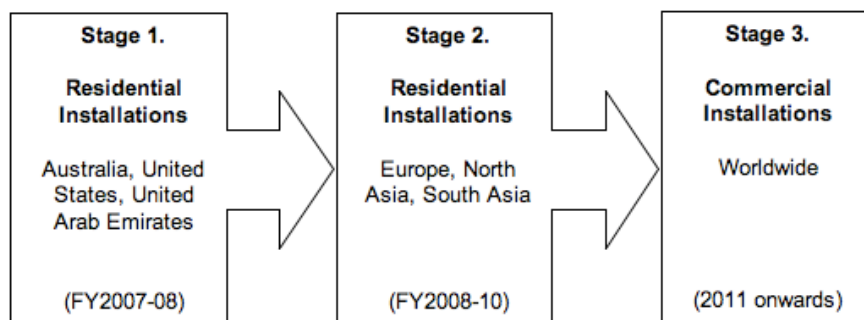 Stage 1.
Residential
Installations
Australia, United
States, United
Arab Emirates
(FY2007-08)
Stage 2.
Residential
Installations
Europe, North
Asia, South Asia
(FY2008-10)
Stage 3.
Commercial
Installations
Worldwide
(2011 onwards)